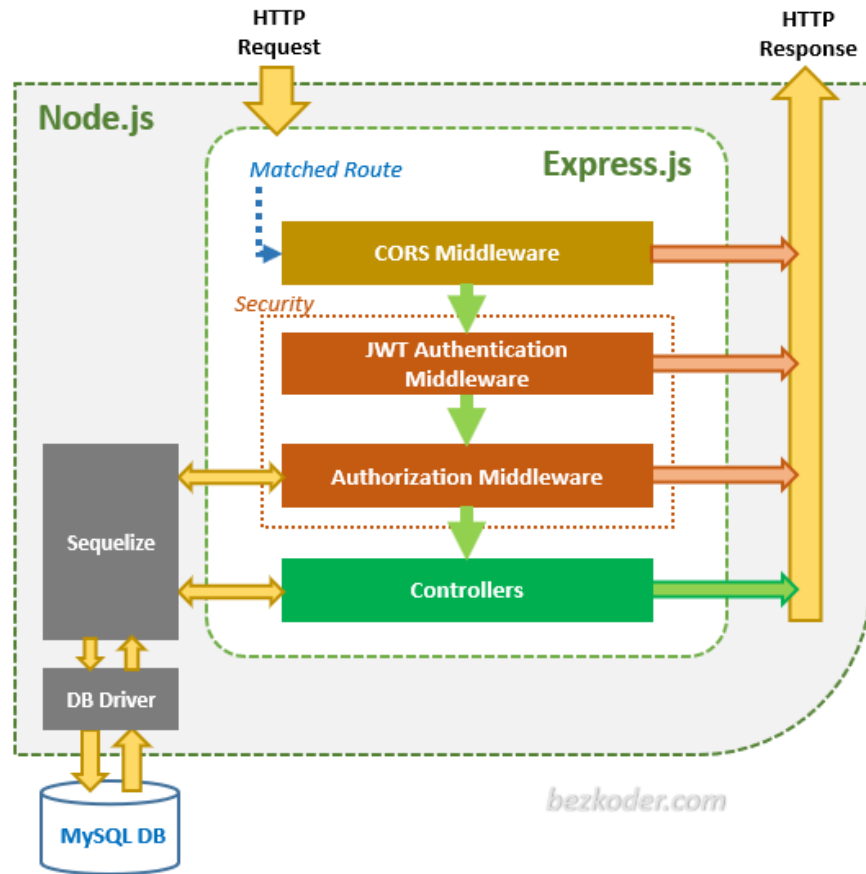 HTTP
Request
HTTP
Response
Node.js
Express.js
Matched Route
CORS Middleware
Security
JWT Authentication
Middleware
Authorization Middleware
Sequelize
Controllers
DB Driver
MySQL DB
bezkoder.com